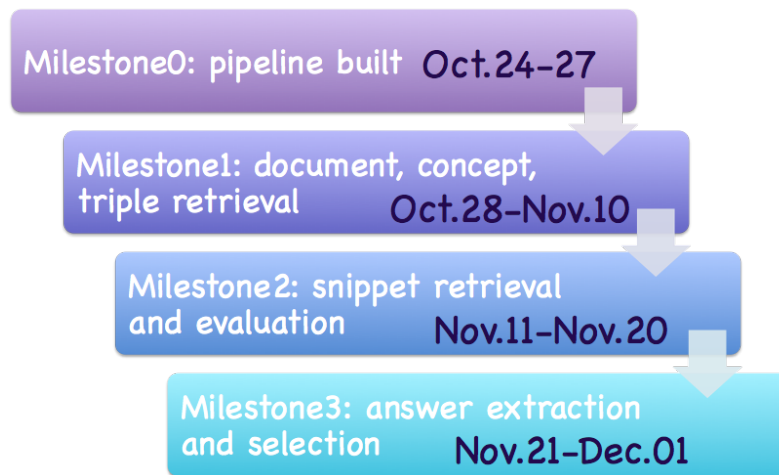 Milestone0: pipeline built Oct.24-27
Milestone1: document, concept,
triple retrieval Oct.28-Nov.10
Milestone2: snippet retrieval
and evaluation Nov.11-Nov.20
Milestone3: answer extraction
and selection Nov.21-Dec.01